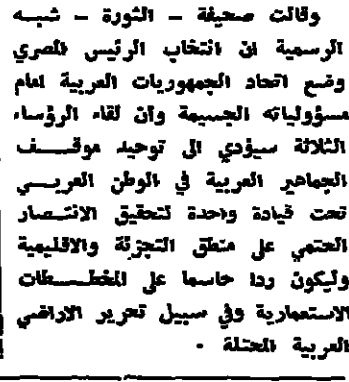 وقالت صحيفة – الثورة – شبه
الرسمية ان انتخاب الرئيس المصري
وضع اتحاد الجمهوريات العربية امام
مسؤولياته الجسيمة وان لقاء الرؤساء
الثلاثة سيؤدي الى توحيد موقف
الجماهير العربية في الوطن العربي
تحت قيادة واحدة لتحقيق الانتصار
الحتمي على منطق التجزئة والاقليمية
وليكون ردا حاسما على المخططات
الاستعمارية وفي سبيل تحرير الاراضي
العربية المحتلة .